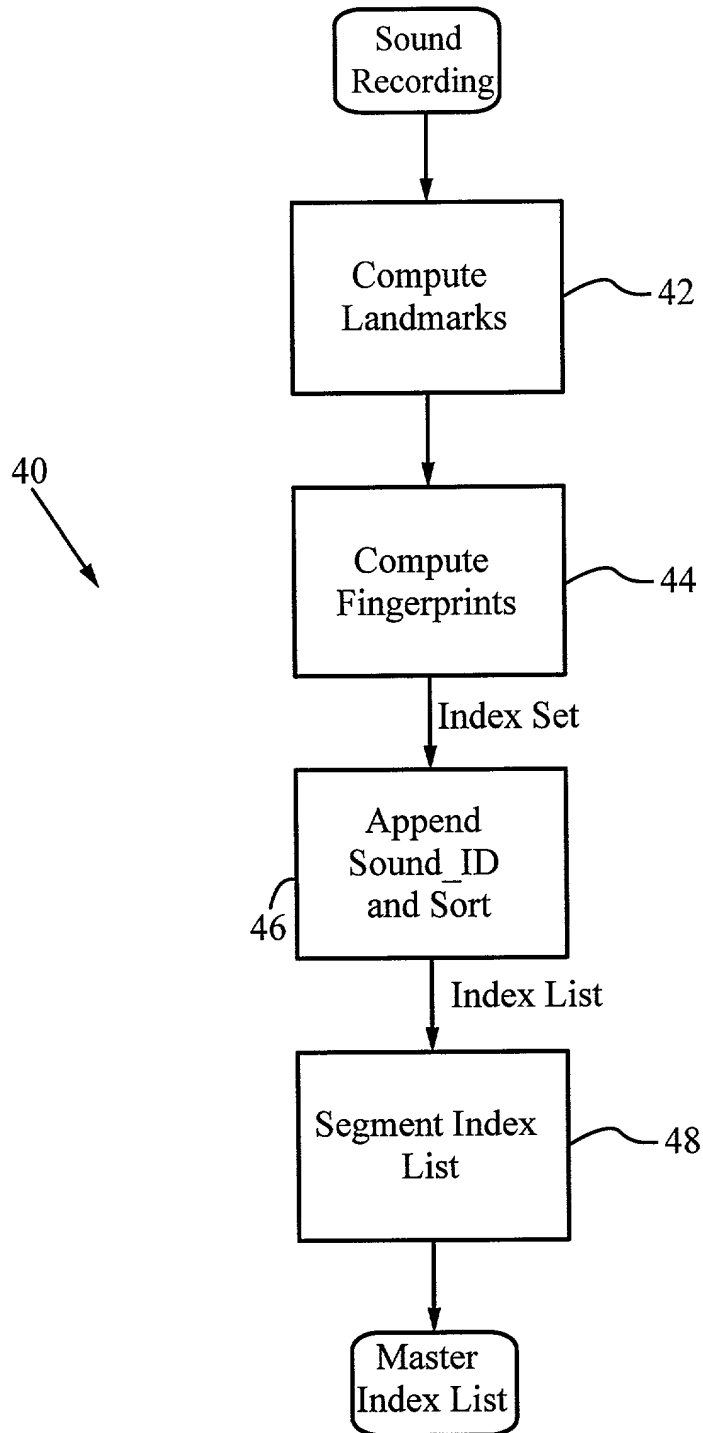 Sound
Recording
Compute
Landmarks
42
40
Compute
Fingerprints
44
Index Set
Append
Sound_ID
and Sort
46
Index List
Segment Index
List
48
Master
Index List